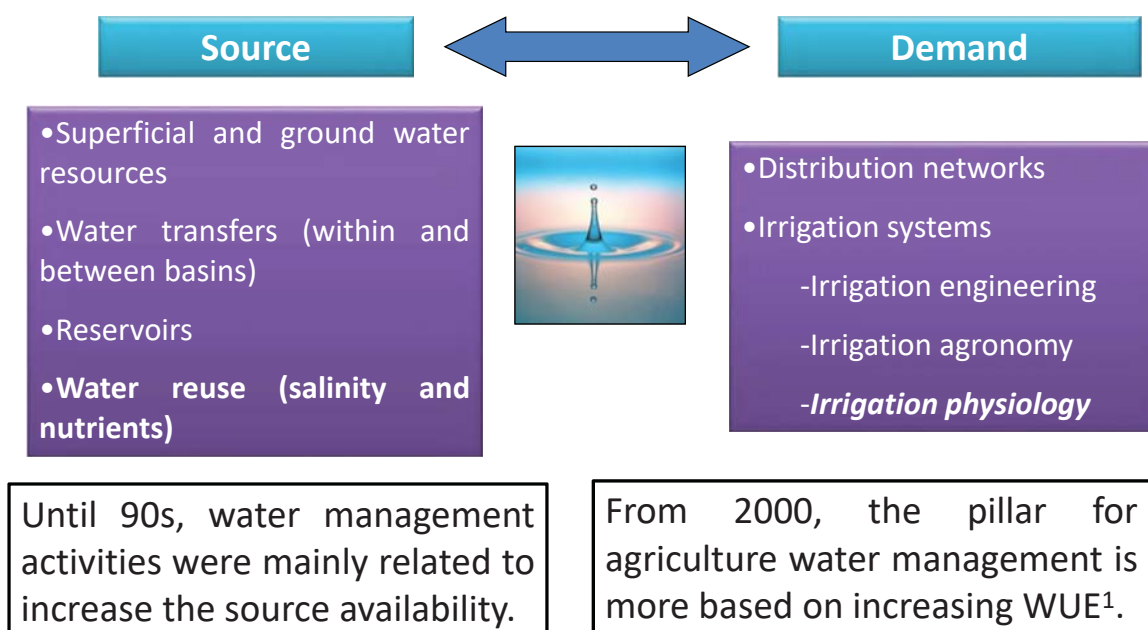 Source
Demand
•Superficial and ground water
resources
•Water transfers (within and
between basins)
•Reservoirs
•Water reuse (salinity and
nutrients)
•Distribution networks
•Irrigation systems
-Irrigation engineering
-Irrigation agronomy
-Irrigation physiology
Until 90s, water management
activities were mainly related to
increase the source availability.
From 2000, the pillar for
agriculture water management is
more based on increasing WUE¹.